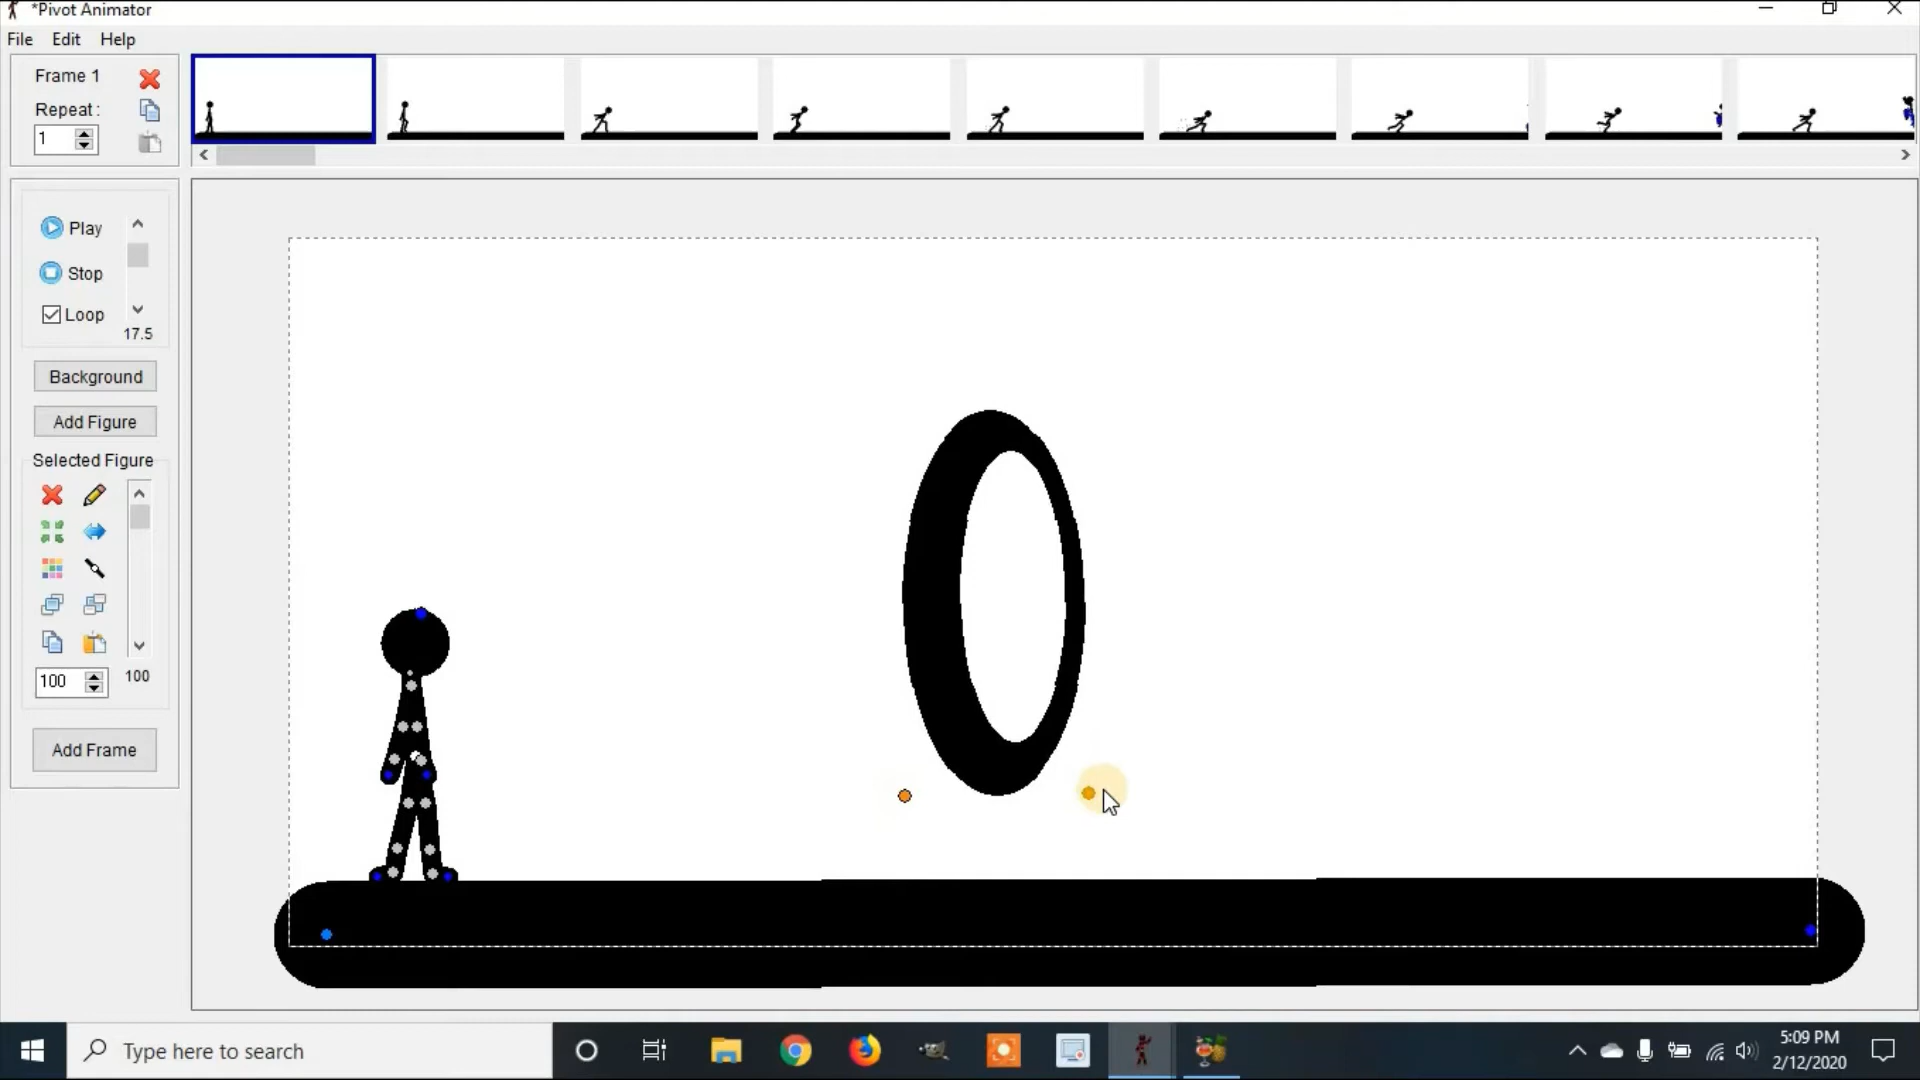 *Pivot Animator
File Edit Help
Frame 1
Repeat :
1
Play
Stop
Loop
17.5
Background
Add Figure
Selected Figure
100
100
Add Frame
Type here to search
5:09 PM
2/12/2020